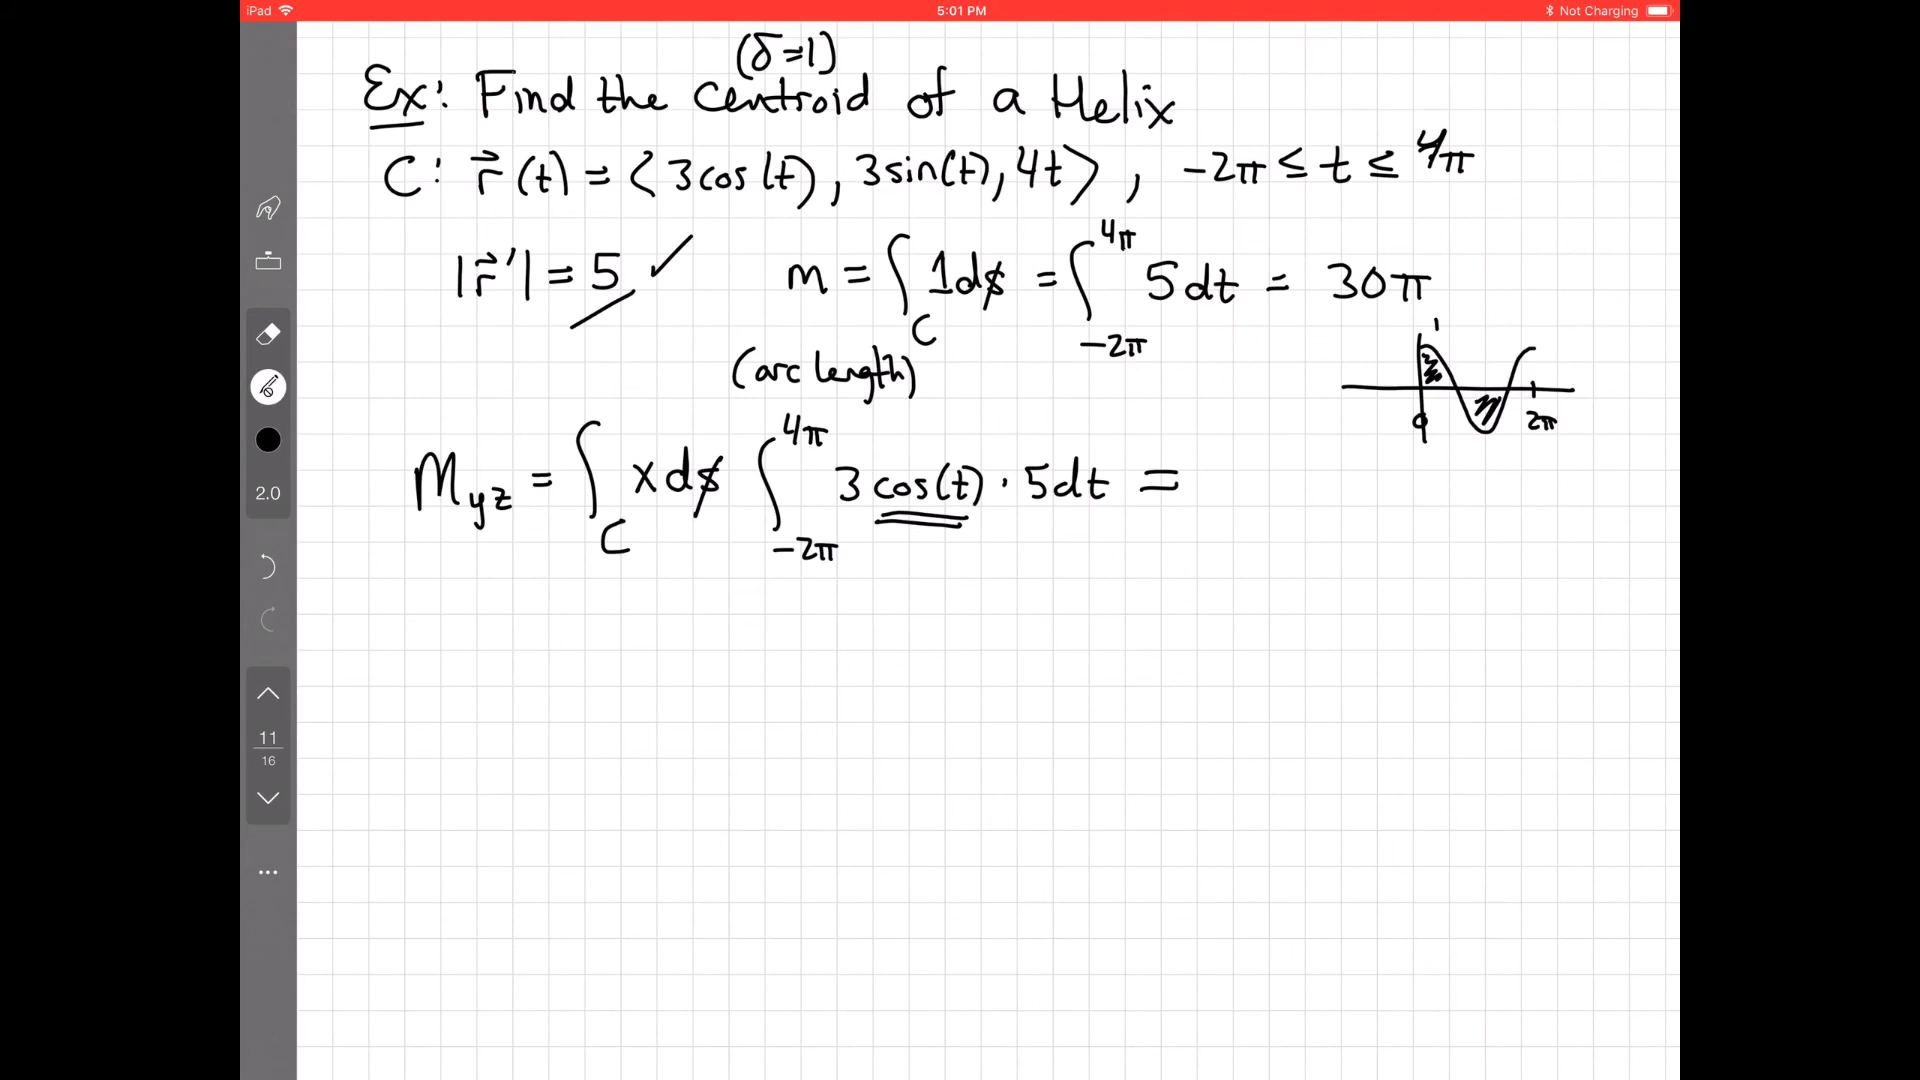 iPad 5:01 PM Not Charging
(δ=1)
Ex: Find the Centroid of a Helix
C: r⃗(t) = ⟨3cos(t), 3sin(t), 4t⟩, -2π ≤ t ≤ 4π
|r⃗'| = 5 ✓ m = ∫_C 1ds = ∫_{-2π}^{4π} 5dt = 30π
(arc length)
1
0 2π
M_yz = ∫_C xds ∫_{-2π}^{4π} 3cos(t) · 5dt =
2.0
11
16